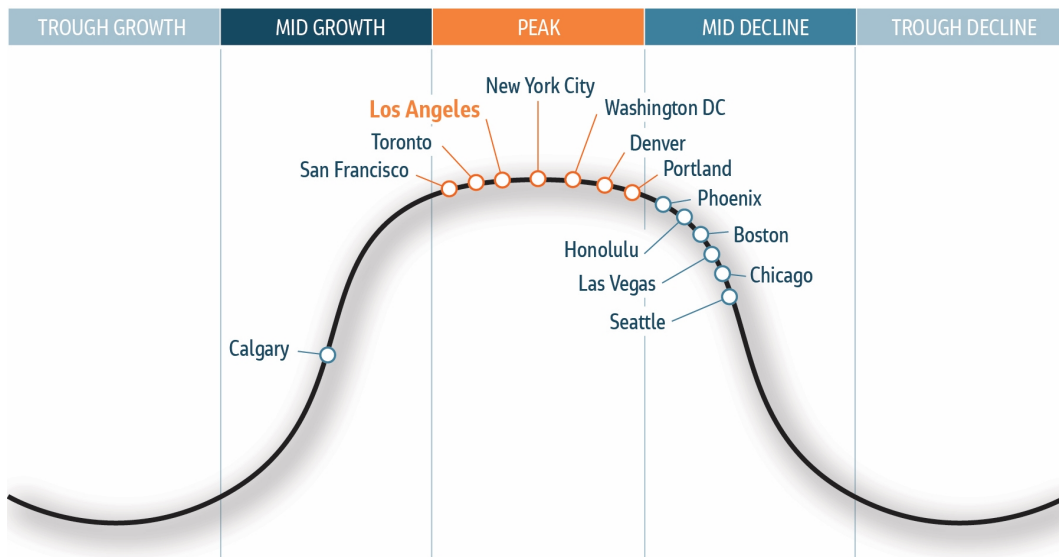 TROUGH GROWTH
MID GROWTH
PEAK
MID DECLINE
TROUGH DECLINE
New York City
Los Angeles
Washington DC
Toronto
Denver
San Francisco
Portland
Phoenix
Boston
Honolulu
Chicago
Las Vegas
Seattle
Calgary